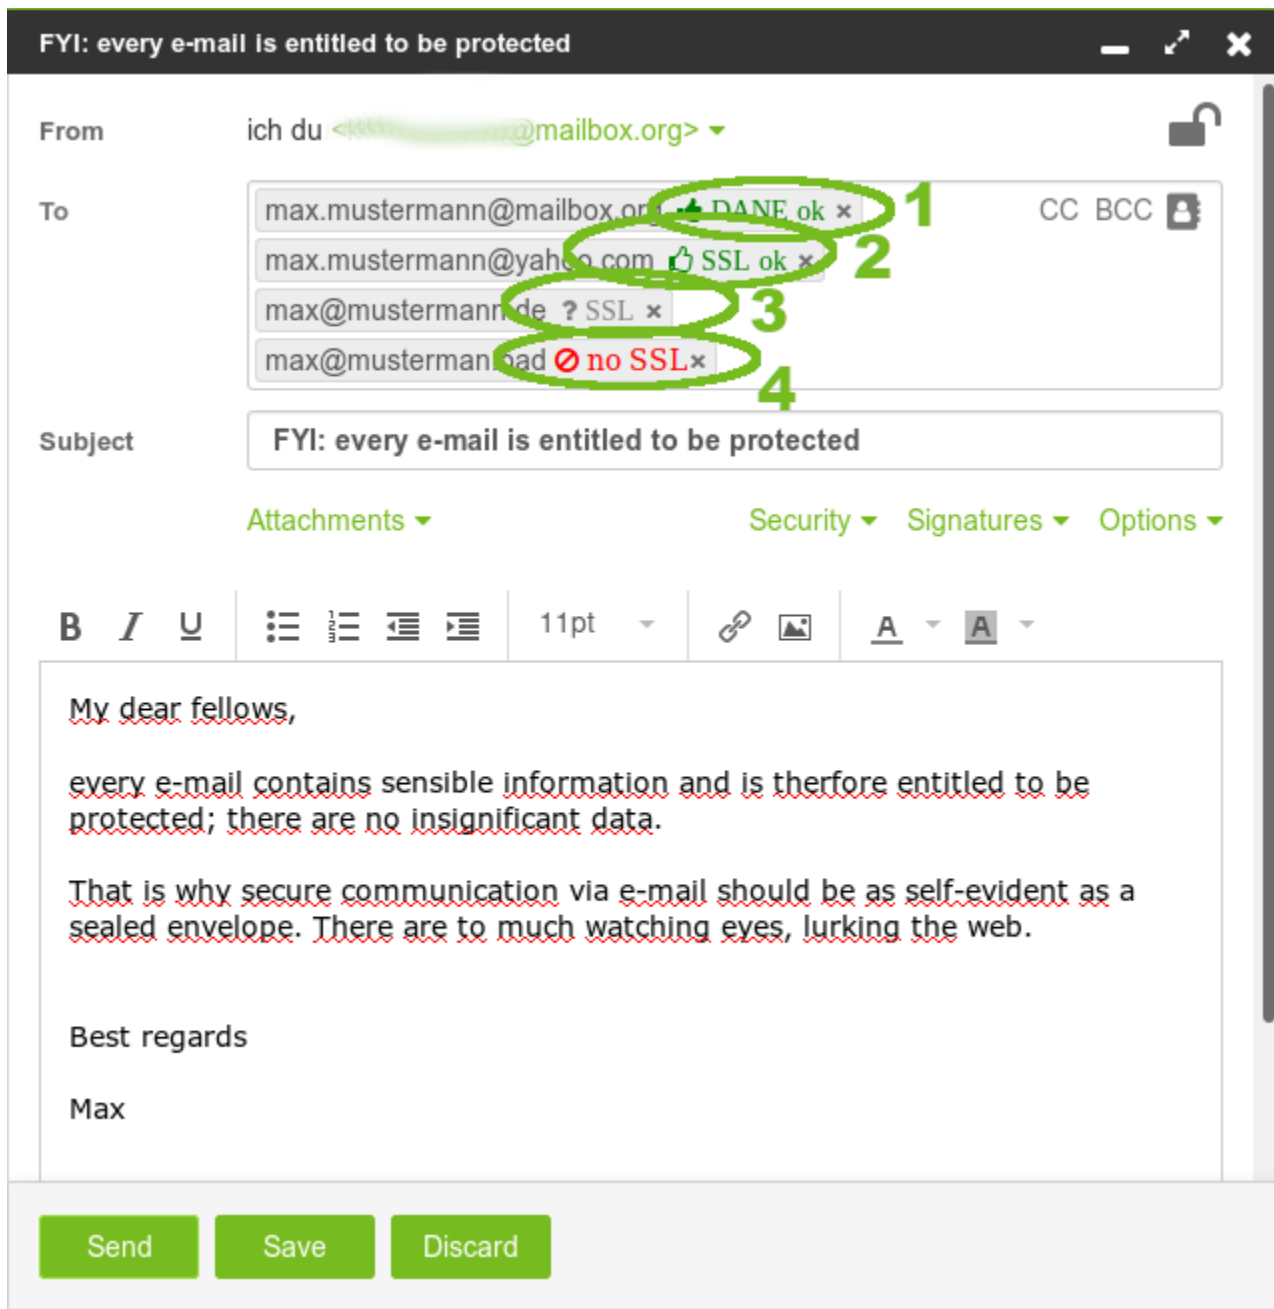 FYI: every e-mail is entitled to be protected
From ich du < @mailbox.org>
To max.mustermann@mailbox.org DANE ok × 1 CC BCC
max.mustermann@yahoo.com SSL ok × 2
max@mustermann.de ? SSL × 3
max@musterman.bad no SSL× 4
Subject FYI: every e-mail is entitled to be protected
Attachments Security Signatures Options
B I U 11pt A A
My dear fellows,
every e-mail contains sensible information and is therfore entitled to be
protected; there are no insignificant data.
That is why secure communication via e-mail should be as self-evident as a
sealed envelope. There are to much watching eyes, lurking the web.
Best regards
Max
Send Save Discard